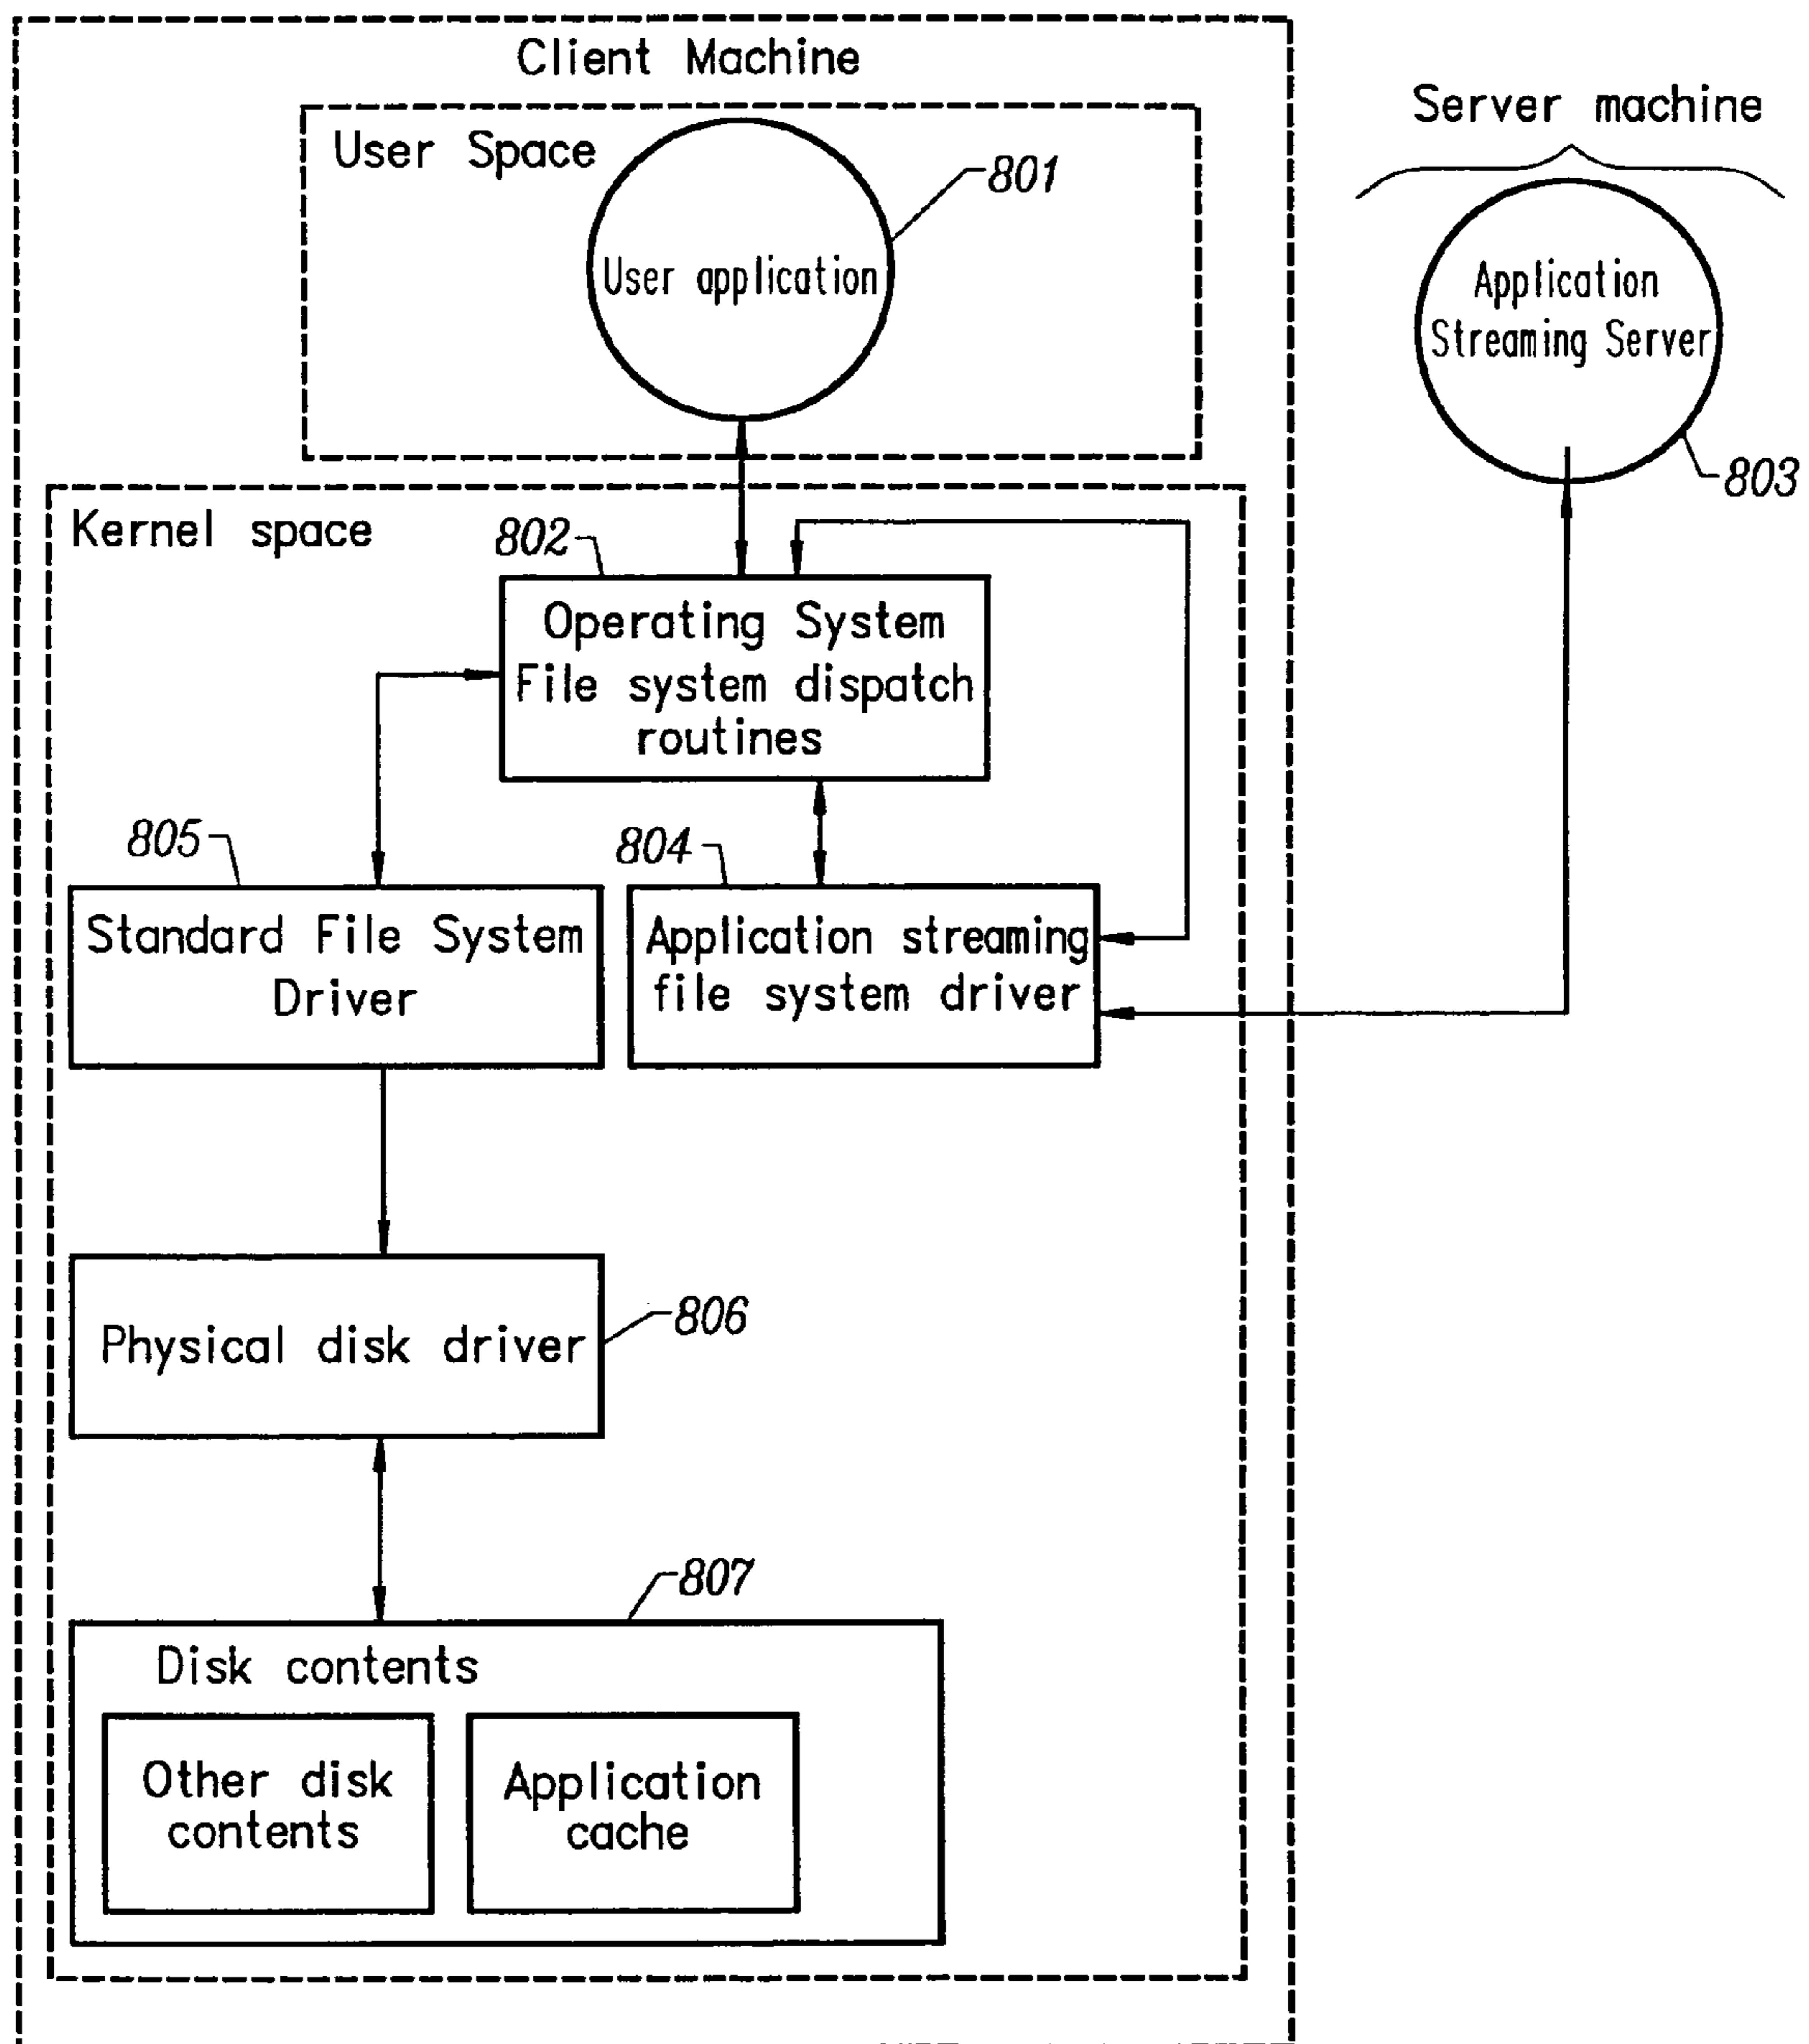 Client Machine
Server machine
User Space
801
User application
Application
Streaming Server
803
Kernel space
802
Operating System
File system dispatch
routines
805
804
Standard File System
Driver
Application streaming
file system driver
Physical disk driver
806
807
Disk contents
Other disk
contents
Application
cache